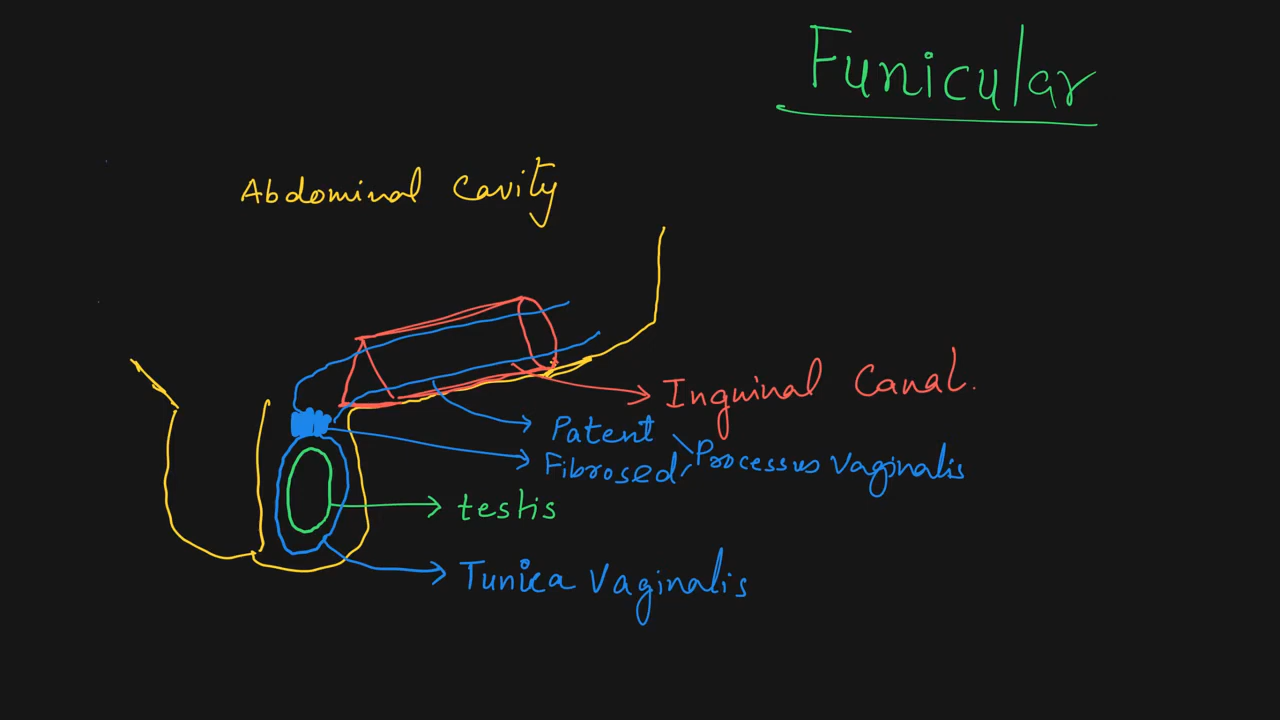 Funicular
Abdominal Cavity
Inguinal Canal.
Patent
Fibrosed
Processus Vaginalis
testis
Tunica Vaginalis